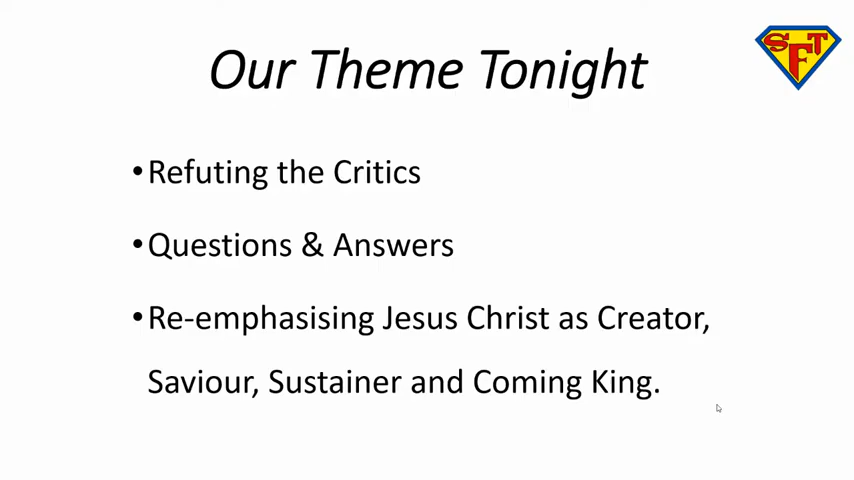 Our Theme Tonight
SFT
•Refuting the Critics
•Questions & Answers
•Re-emphasising Jesus Christ as Creator,
Saviour, Sustainer and Coming King.